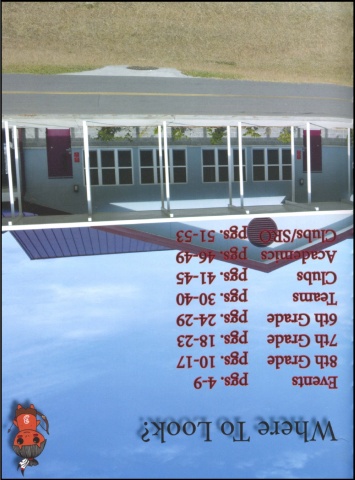 Where To Look?
Events pgs. 4-9
8th Grade pgs. 10-17
7th Grade pgs. 18-23
6th Grade pgs. 24-29
Teams pgs. 30-40
Clubs pgs. 41-45
Academics pgs. 46-49
Clubs/SRO pgs. 51-53